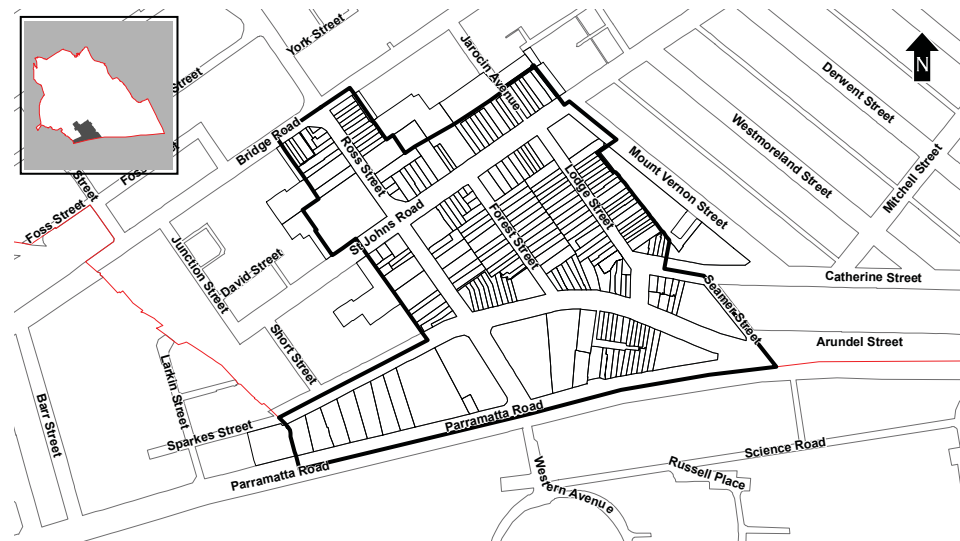 York Street
Jarocin Avenue
N
Derwent Street
Street
Bridge Road
Westmoreland Street
Foss
Ross Street
Mount Vernon Street
Mitchell Street
Street
Lodge Street
Foss Street
St Johns Road
Forest Street
Junction Street
David Street
Catherine Street
Seamer Street
Short Street
Arundel Street
Larkin Street
Barr Street
Sparkes Street
Parramatta Road
Science Road
Parramatta Road
Russell Place
Western Avenue